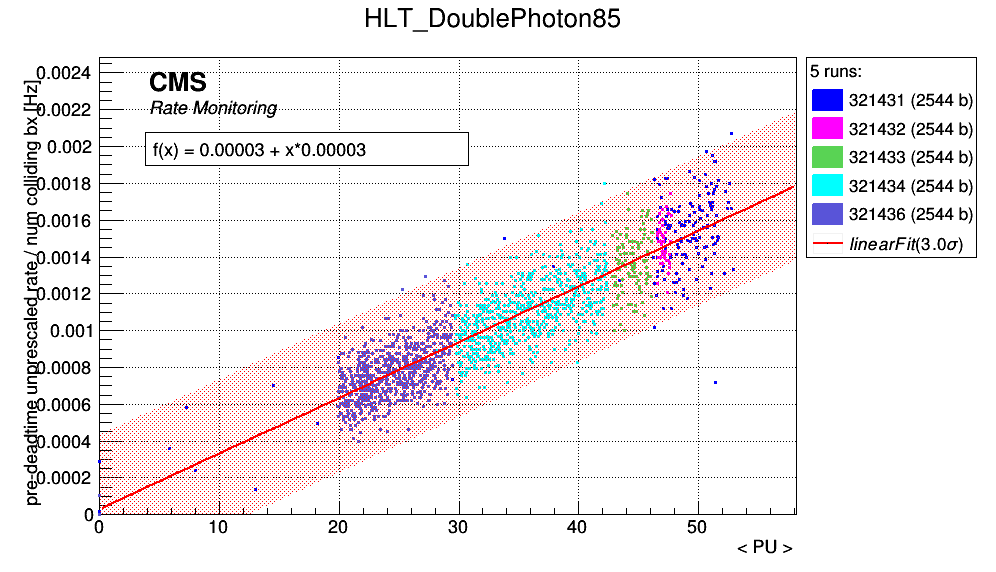 HLT_DoublePhoton85
pre-deadtime unprescaled rate / num colliding bx [Hz]
0.0024
0.0022
0.002
0.0018
0.0016
0.0014
0.0012
0.001
0.0008
0.0006
0.0004
0.0002
0
CMS
Rate Monitoring
f(x) = 0.00003 + x*0.00003
0 10 20 30 40 50
< PU >
5 runs:
321431 (2544 b)
321432 (2544 b)
321433 (2544 b)
321434 (2544 b)
321436 (2544 b)
linearFit(3.0σ)